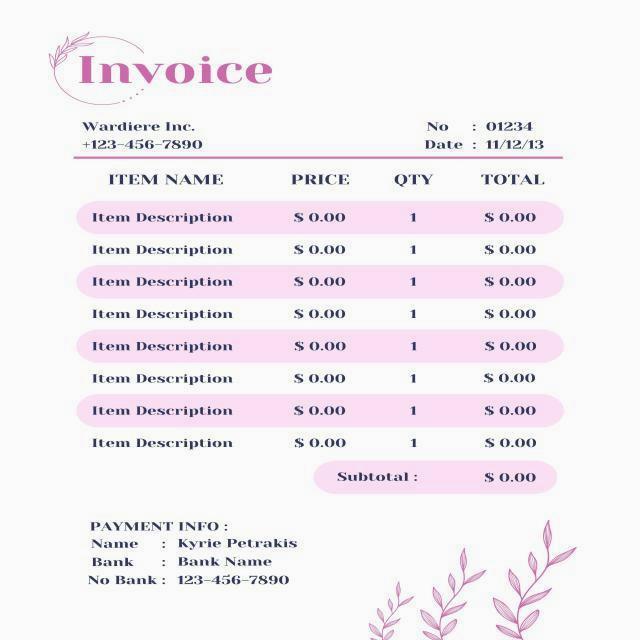 Invoice
Wardiere Inc. No : 01234
+123-456-7890 Date : 11/12/13
ITEM NAME PRICE QTY TOTAL
Item Description $ 0.00 1 $ 0.00
Item Description $ 0.00 1 $ 0.00
Item Description $ 0.00 1 $ 0.00
Item Description $ 0.00 1 $ 0.00
Item Description $ 0.00 1 $ 0.00
Item Description $ 0.00 1 $ 0.00
Item Description $ 0.00 1 $ 0.00
Item Description $ 0.00 1 $ 0.00
Subtotal : $ 0.00
PAYMENT INFO :
Name : Kyrie Petrakis
Bank : Bank Name
No Bank : 123-456-7890